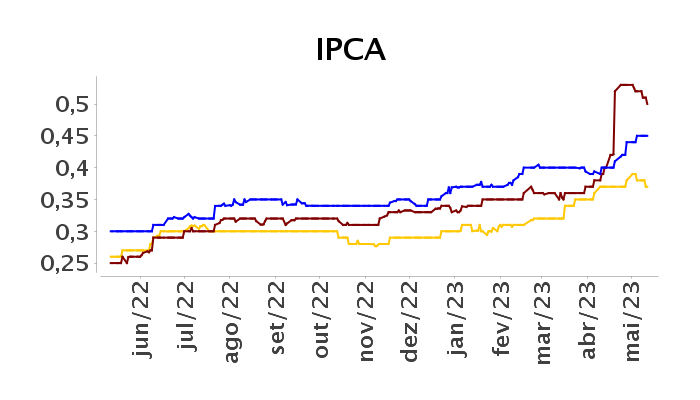 IPCA
0,5
0,45
0,4
0,35
0,3
0,25
jun/22
jul/22
ago/22
set/22
out/22
nov/22
dez/22
jan/23
fev/23
mar/23
abr/23
mai/23